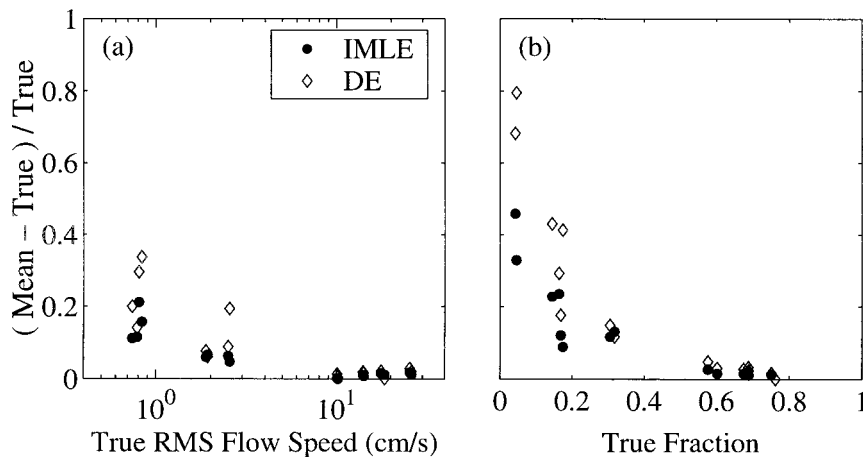 (a)
IMLE
DE
(b)
( Mean − True ) / True
1
0.8
0.6
0.4
0.2
0
10⁰
10¹
0
0.2
0.4
0.6
0.8
1
True RMS Flow Speed (cm/s)
True Fraction